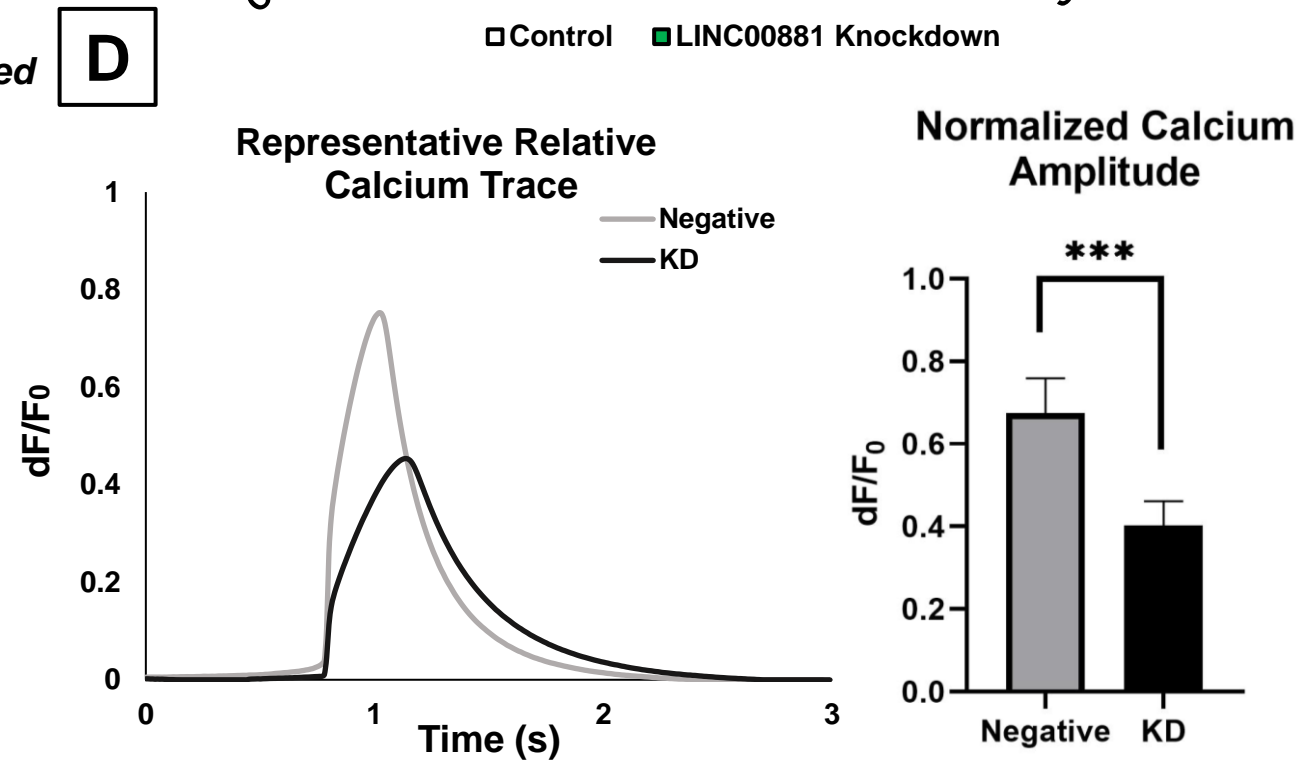 Control LINC00881 Knockdown
ed
D
Representative Relative
Calcium Trace
Negative
KD
1
0.8
0.6
0.4
0.2
0
dF/F0
0 1 2 3
Time (s)
Normalized Calcium
Amplitude
***
1.0
0.8
0.6
0.4
0.2
0.0
dF/F0
Negative KD